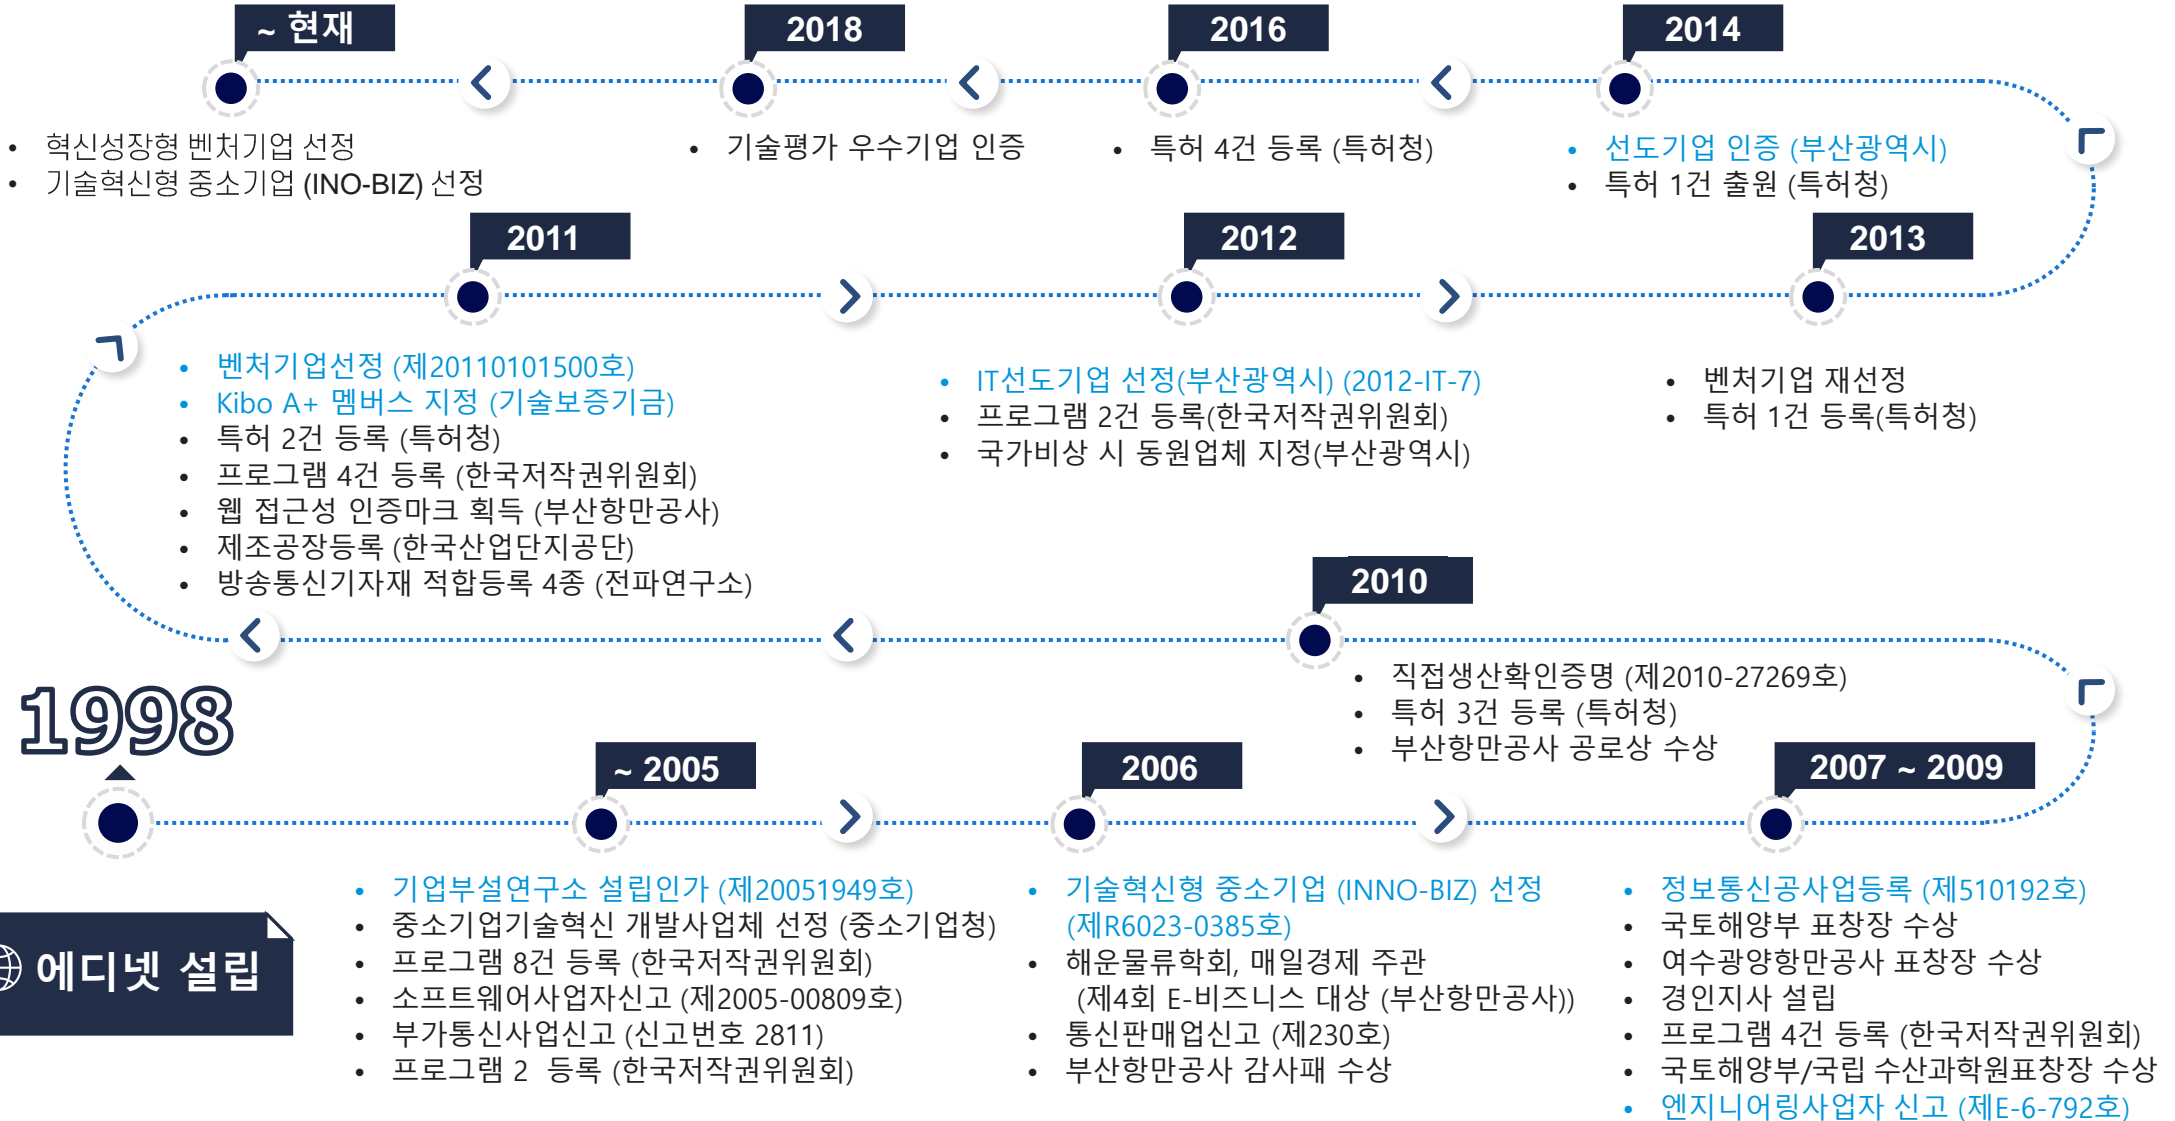 ~ 현재
2018
2016
2014
• 혁신성장형 벤처기업 선정
• 기술혁신형 중소기업 (INO-BIZ) 선정
• 기술평가 우수기업 인증
• 특허 4건 등록 (특허청)
• 선도기업 인증 (부산광역시)
• 특허 1건 출원 (특허청)
2011
2012
2013
• 벤처기업선정 (제20110101500호)
• Kibo A+ 멤버스 지정 (기술보증기금)
• 특허 2건 등록 (특허청)
• 프로그램 4건 등록 (한국저작권위원회)
• 웹 접근성 인증마크 획득 (부산항만공사)
• 제조공장등록 (한국산업단지공단)
• 방송통신기자재 적합등록 4종 (전파연구소)
• IT선도기업 선정(부산광역시) (2012-IT-7)
• 프로그램 2건 등록(한국저작권위원회)
• 국가비상 시 동원업체 지정(부산광역시)
• 벤처기업 재선정
• 특허 1건 등록(특허청)
2010
• 직접생산확인증명 (제2010-27269호)
• 특허 3건 등록 (특허청)
• 부산항만공사 공로상 수상
1998
~ 2005
2006
2007 ~ 2009
에디넷 설립
• 기업부설연구소 설립인가 (제20051949호)
• 중소기업기술혁신 개발사업체 선정 (중소기업청)
• 프로그램 8건 등록 (한국저작권위원회)
• 소프트웨어사업자신고 (제2005-00809호)
• 부가통신사업신고 (신고번호 2811)
• 프로그램 2 등록 (한국저작권위원회)
• 기술혁신형 중소기업 (INNO-BIZ) 선정
(제R6023-0385호)
• 해운물류학회, 매일경제 주관
(제4회 E-비즈니스 대상 (부산항만공사))
• 통신판매업신고 (제230호)
• 부산항만공사 감사패 수상
• 정보통신공사업등록 (제510192호)
• 국토해양부 표창장 수상
• 여수광양항만공사 표창장 수상
• 경인지사 설립
• 프로그램 4건 등록 (한국저작권위원회)
• 국토해양부/국립 수산과학원표창장 수상
• 엔지니어링사업자 신고 (제E-6-792호)